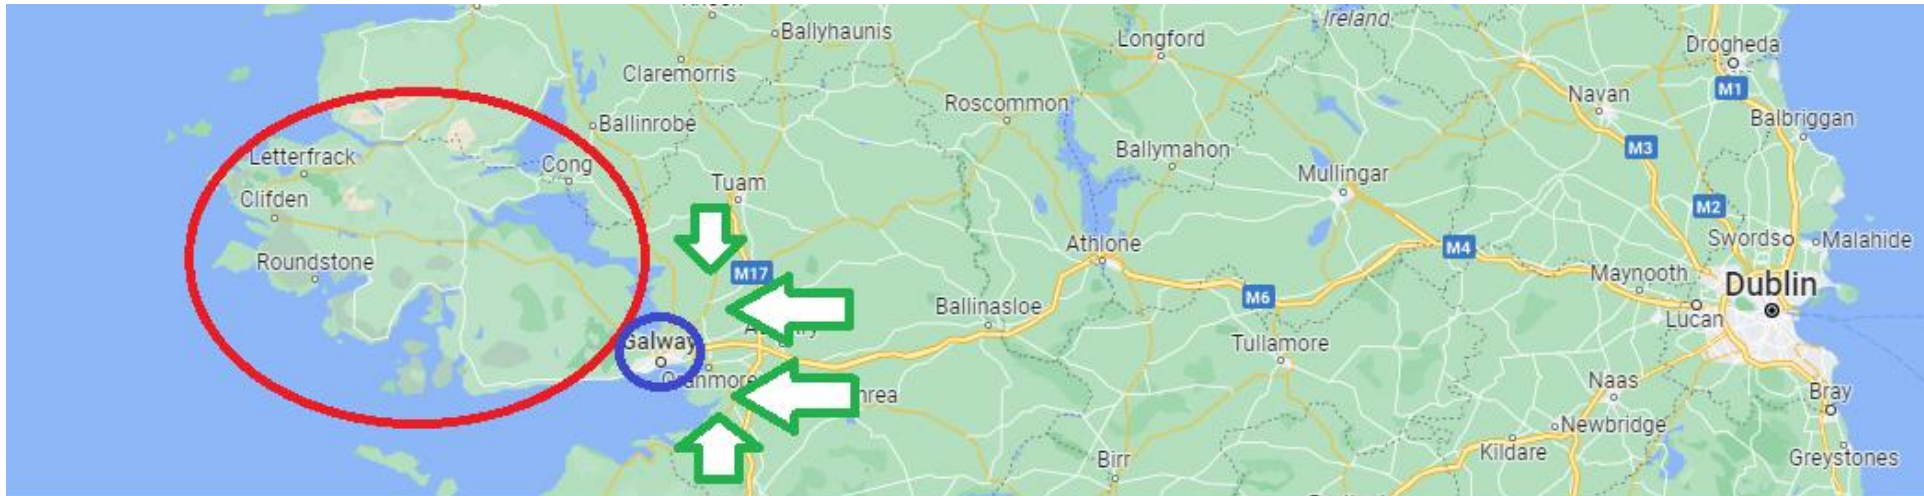 Ireland
Ballyhaunis
Longford
Drogheda
Claremorris
M1
Roscommon
Navan
Balbriggan
Ballinrobe
M3
Letterfrack
Cong
Ballymahon
Mullingar
Tuam
Clifden
M2
Athlone
M4
Swords
Malahide
Roundstone
M17
Maynooth
Dublin
M6
Ballinasloe
Lucan
Galway
Tullamore
Naas
Bray
Newbridge
Kildare
Birr
Greystones